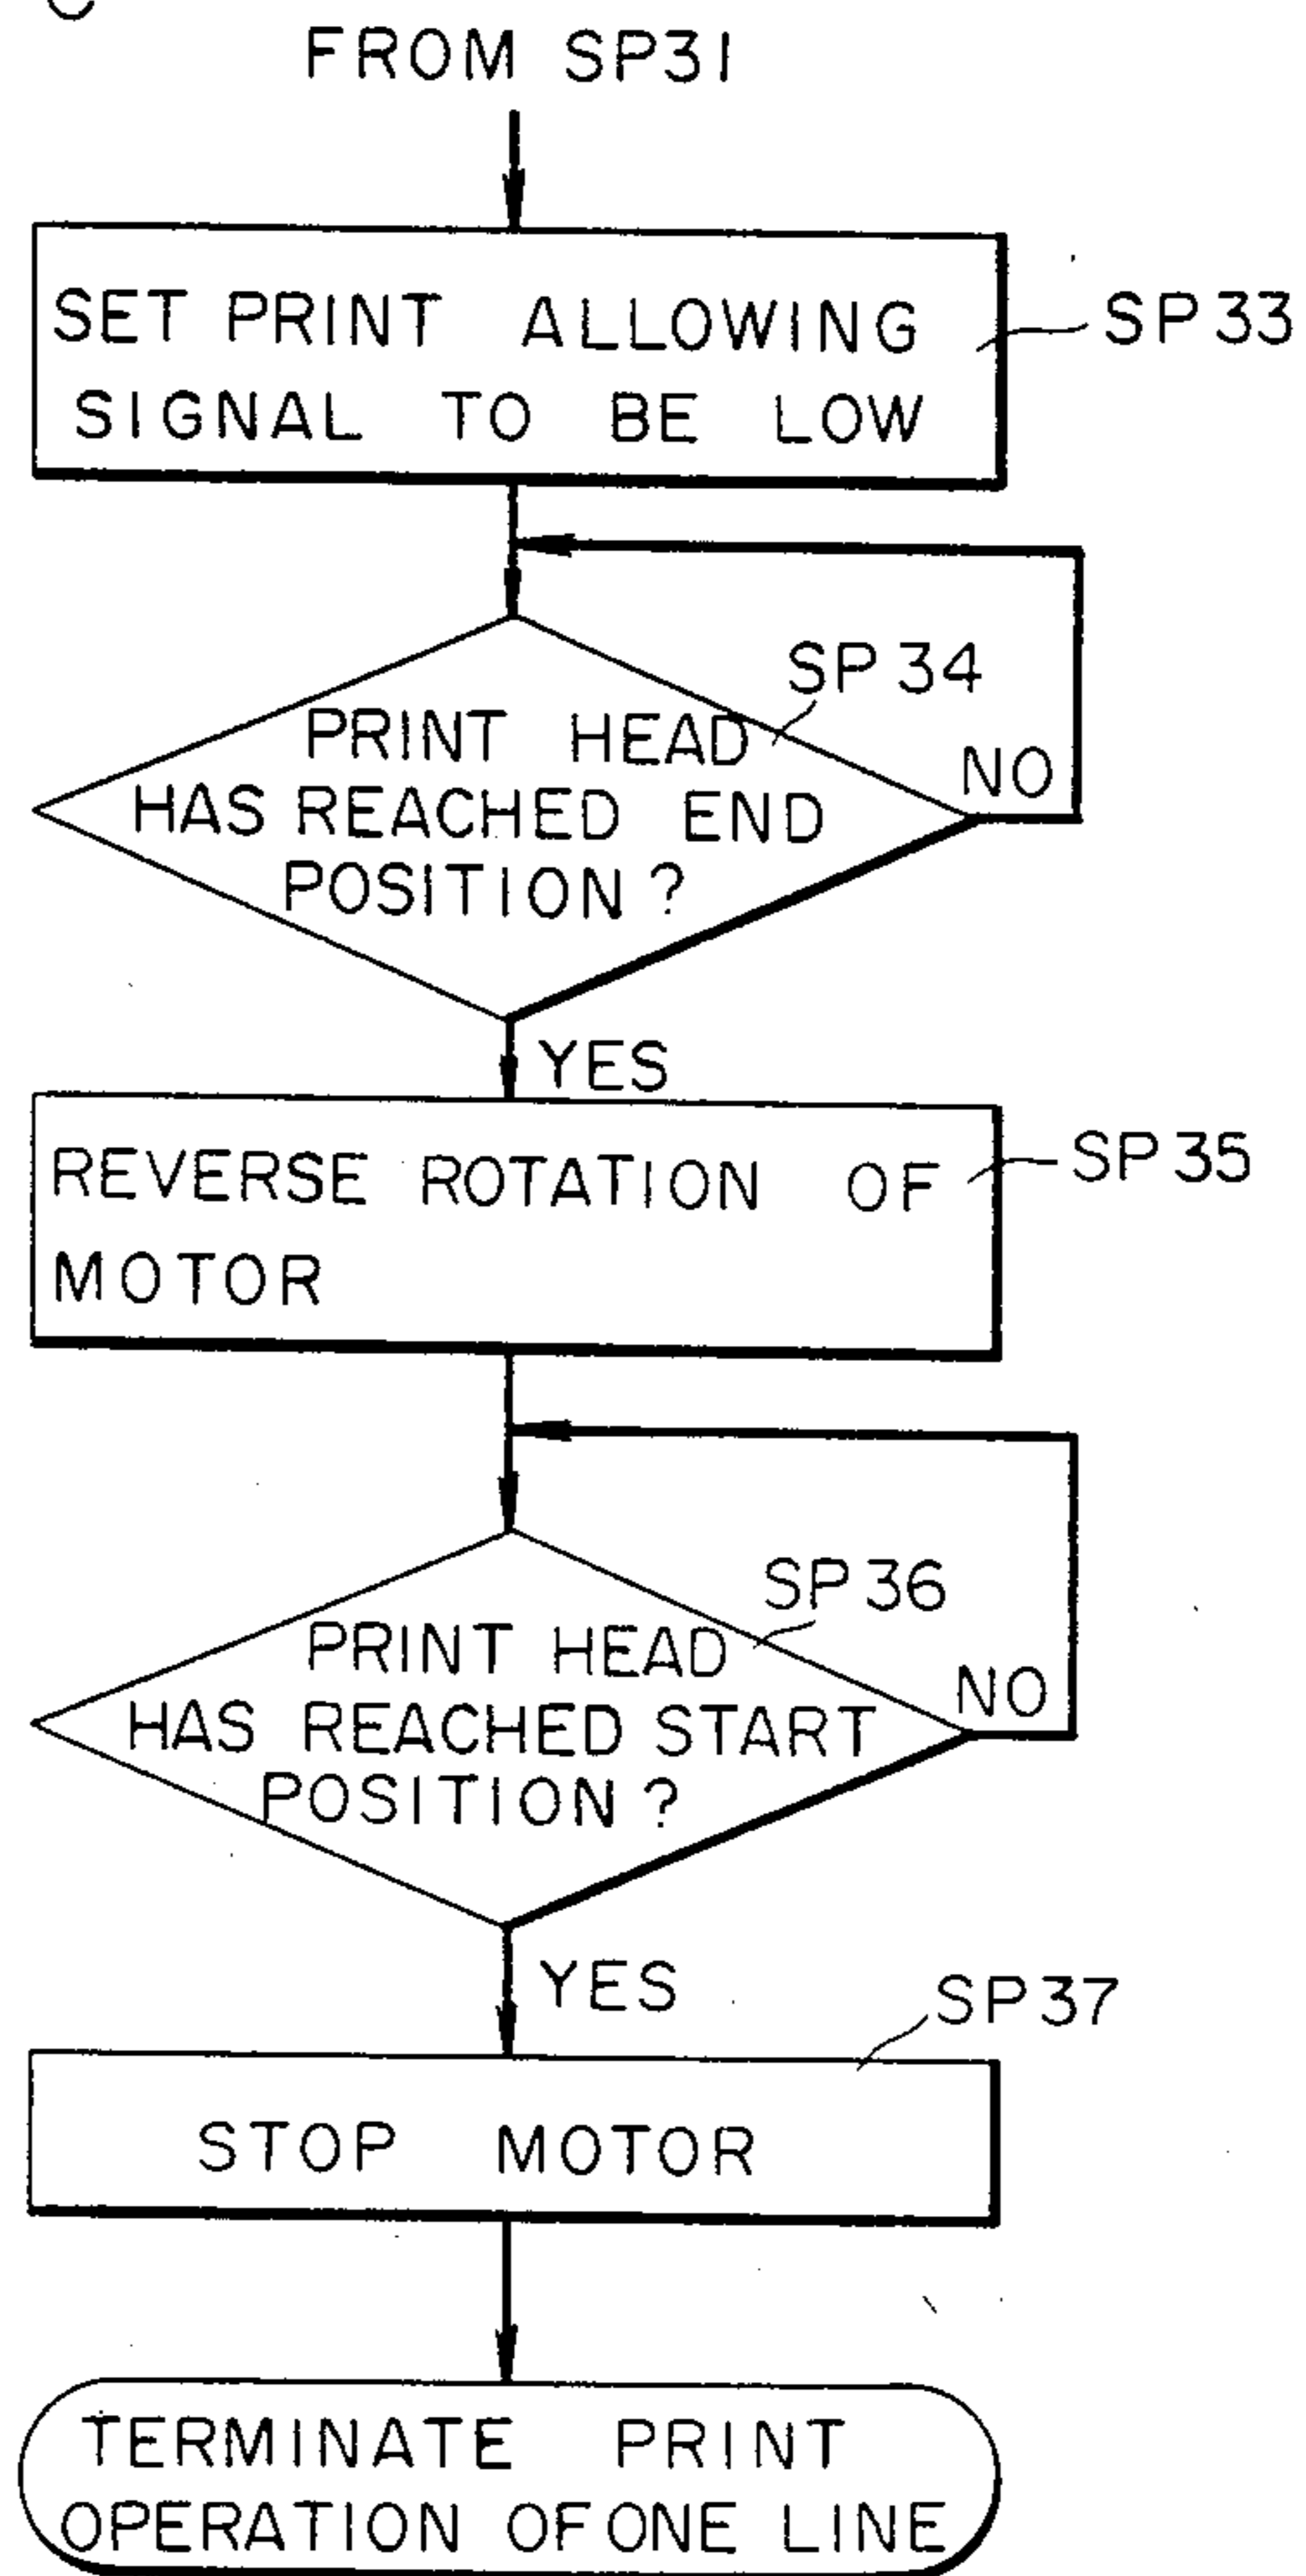 FROM SP31
SET PRINT ALLOWING
SIGNAL TO BE LOW
SP33
SP34
PRINT HEAD
HAS REACHED END
POSITION?
NO
YES
REVERSE ROTATION OF
MOTOR
SP35
SP36
PRINT HEAD
HAS REACHED START
POSITION?
NO
YES
SP37
STOP MOTOR
TERMINATE PRINT
OPERATION OF ONE LINE